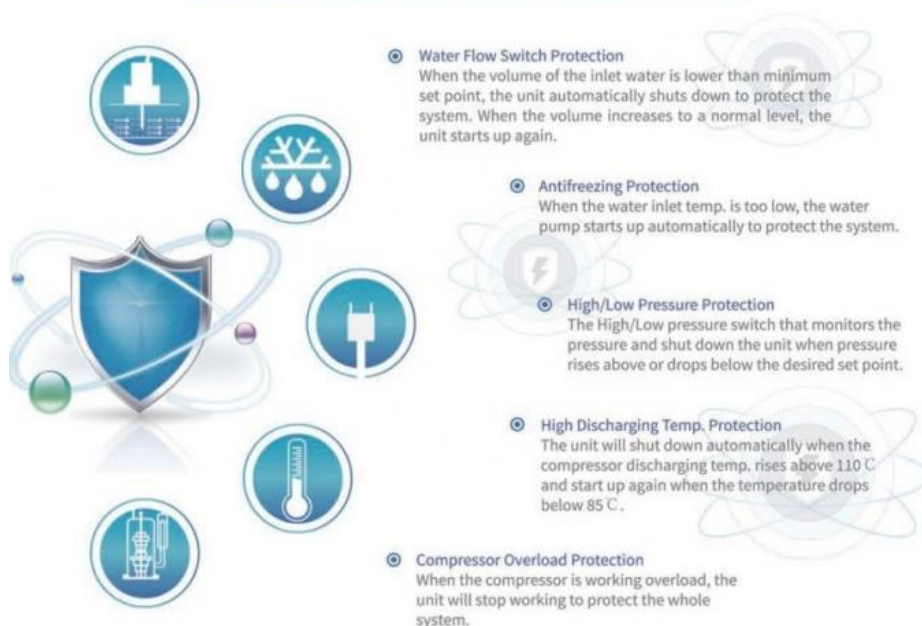 Water Flow Switch Protection
When the volume of the inlet water is lower than minimum
set point, the unit automatically shuts down to protect the
system. When the volume increases to a normal level, the
unit starts up again.
Antifreezing Protection
When the water inlet temp. is too low, the water
pump starts up automatically to protect the system.
High/Low Pressure Protection
The High/Low pressure switch that monitors the
pressure and shut down the unit when pressure
rises above or drops below the desired set point.
High Discharging Temp. Protection
The unit will shut down automatically when the
compressor discharging temp. rises above 110℃
and start up again when the temperature drops
below 85℃.
Compressor Overload Protection
When the compressor is working overload, the
unit will stop working to protect the whole
system.